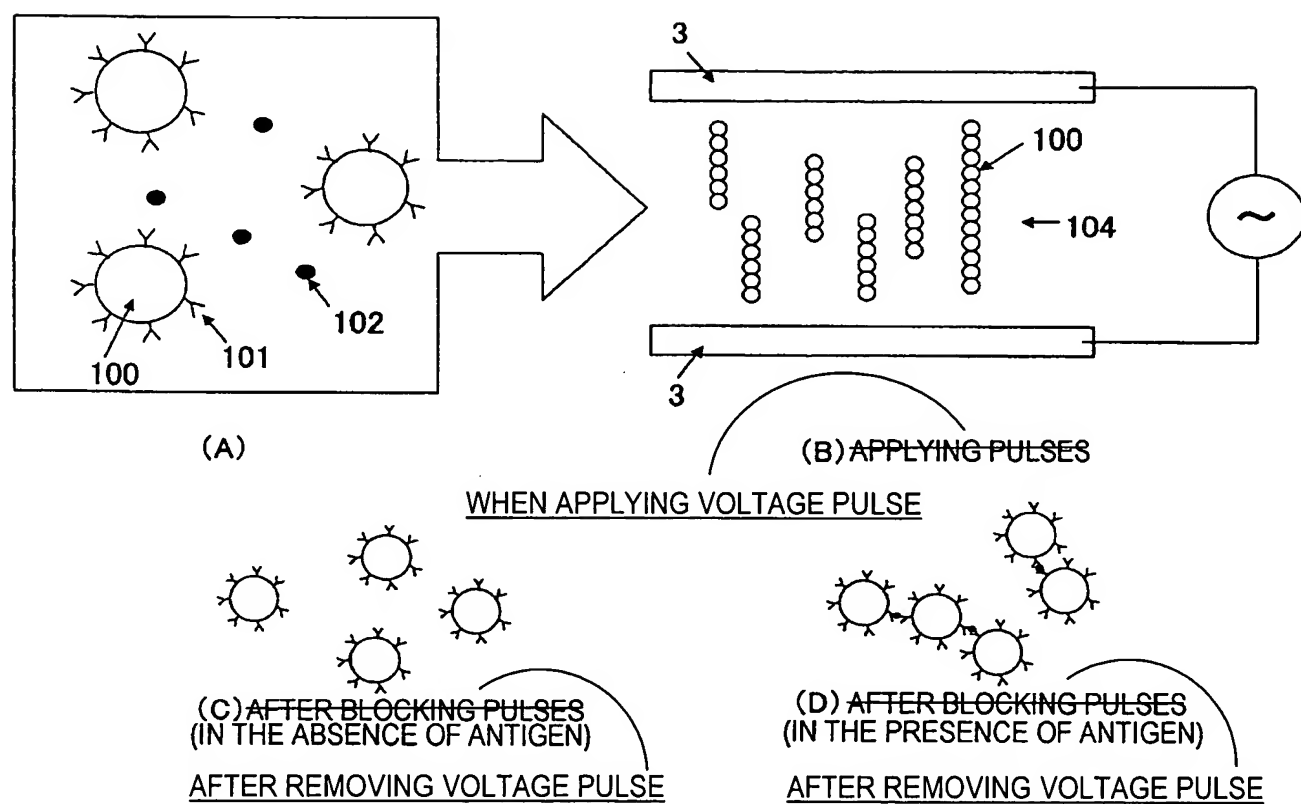 3
100
104
~
102
101
100
3
(A)
(B) APPLYING PULSES
WHEN APPLYING VOLTAGE PULSE
(C) AFTER BLOCKING PULSES
(IN THE ABSENCE OF ANTIGEN)
AFTER REMOVING VOLTAGE PULSE
(D) AFTER BLOCKING PULSES
(IN THE PRESENCE OF ANTIGEN)
AFTER REMOVING VOLTAGE PULSE